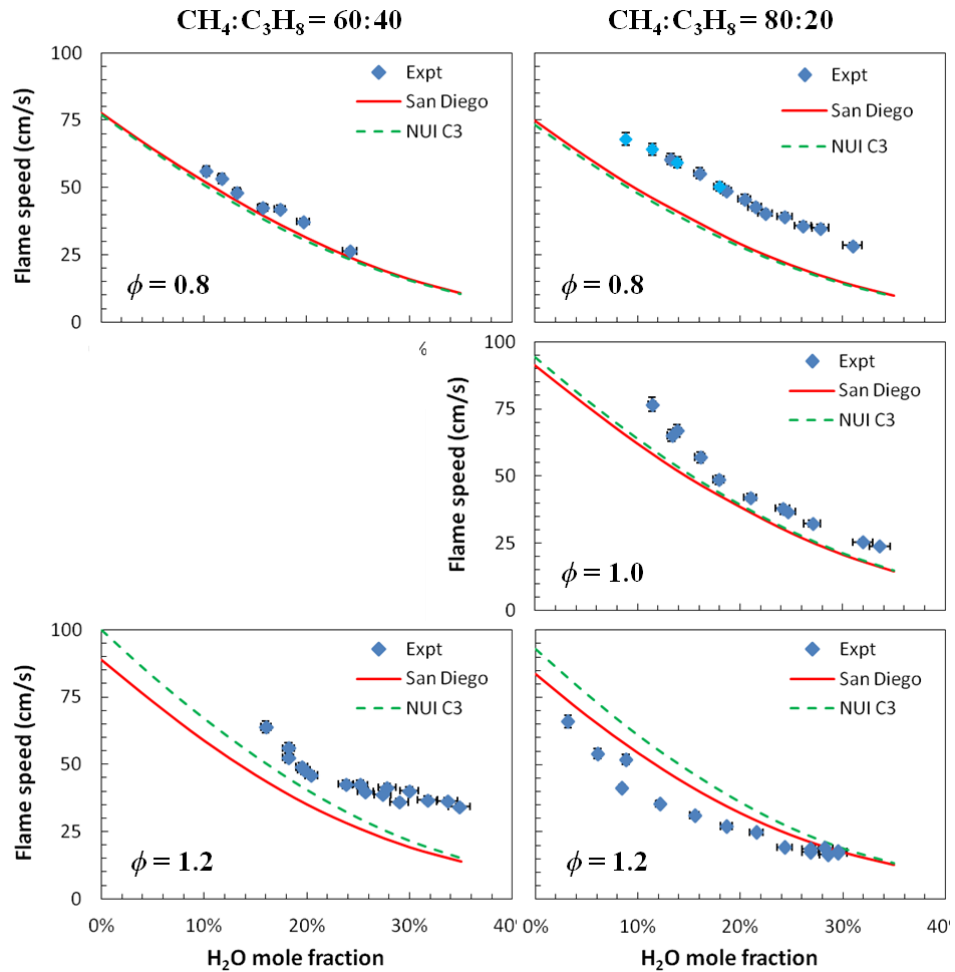 CH4:C3H8 = 60:40
CH4:C3H8 = 80:20
Flame speed (cm/s)
100
75
50
25
0
Expt
San Diego
NUI C3
ϕ = 0.8
Expt
San Diego
NUI C3
ϕ = 0.8
%
Flame speed (cm/s)
100
75
50
25
0
Expt
San Diego
NUI C3
ϕ = 1.0
Flame speed (cm/s)
100
75
50
25
0
Expt
San Diego
NUI C3
ϕ = 1.2
0% 10% 20% 30% 40
H2O mole fraction
Expt
San Diego
NUI C3
ϕ = 1.2
0% 10% 20% 30% 40
H2O mole fraction